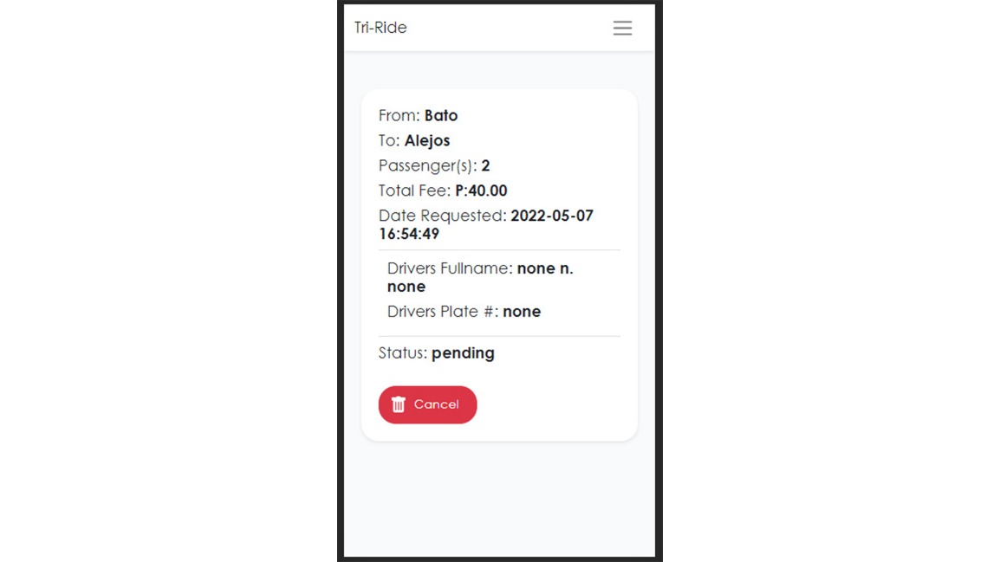 Tri-Ride
From: Bato
To: Alejos
Passenger(s): 2
Total Fee: P:40.00
Date Requested: 2022-05-07
16:54:49
Drivers Fullname: none n.
none
Drivers Plate #: none
Status: pending
Cancel